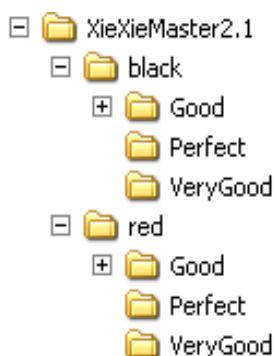 XieXieMaster2.1
black
Good
Perfect
VeryGood
red
Good
Perfect
VeryGood